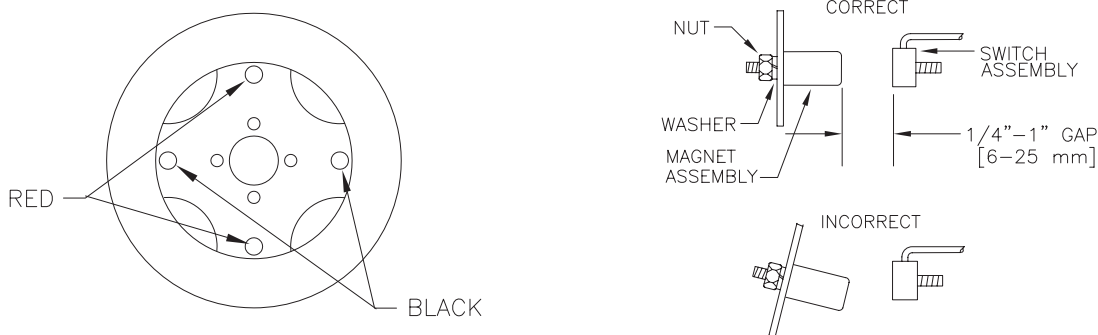 RED
BLACK
CORRECT
NUT
SWITCH
ASSEMBLY
WASHER
MAGNET
ASSEMBLY
1/4"-1" GAP
[6-25 mm]
INCORRECT